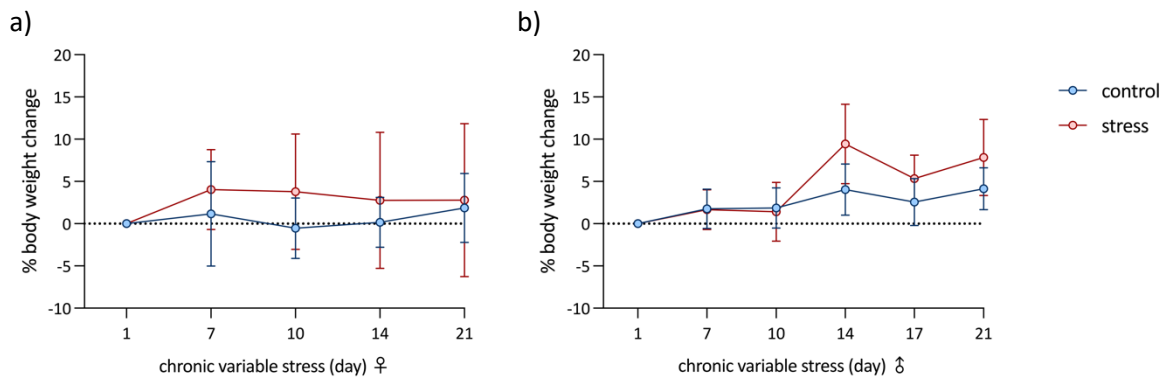 a)
% body weight change
20
15
10
5
0
-5
-10
1 7 10 14 21
chronic variable stress (day) ♀
b)
% body weight change
20
15
10
5
0
-5
-10
1 7 10 14 17 21
chronic variable stress (day) ♂
control
stress